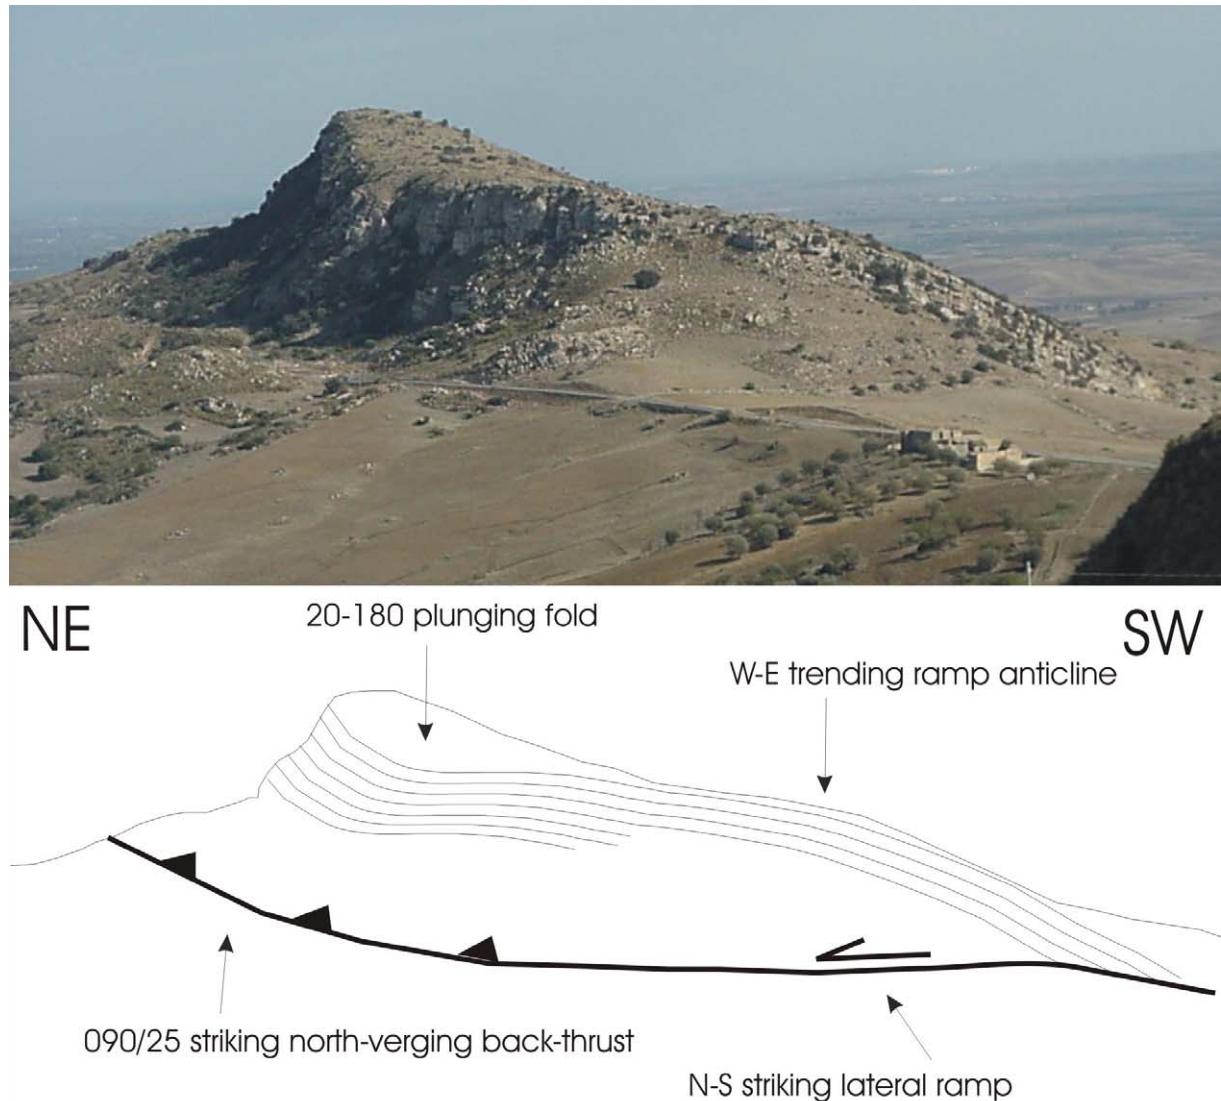 NE
SW
20-180 plunging fold
W-E trending ramp anticline
090/25 striking north-verging back-thrust
N-S striking lateral ramp